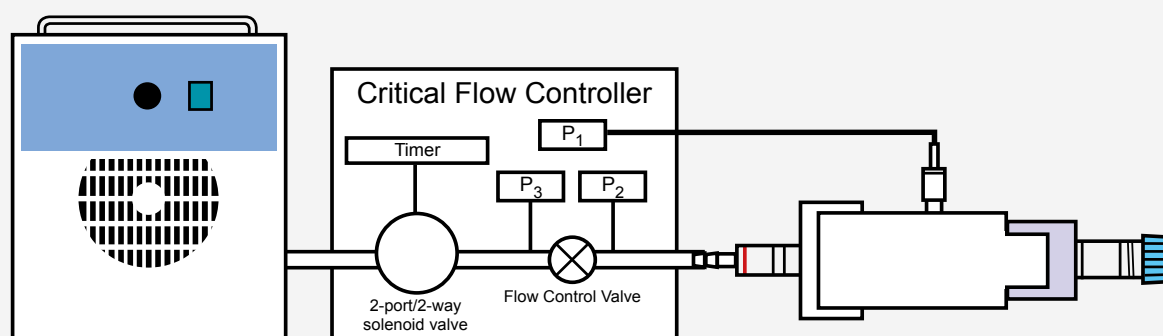 Critical Flow Controller
P1
Timer
P3
P2
2-port/2-way
solenoid valve
Flow Control Valve